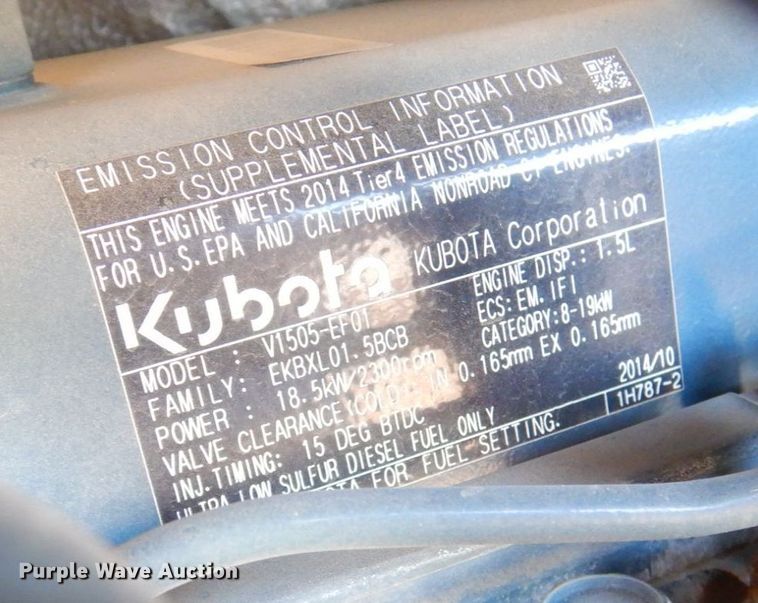 EMISSION CONTROL INFORMATION
(SUPPLEMENTAL LABEL)
THIS ENGINE MEETS 2014 Tier4 EMISSION REGULATIONS
FOR U.S.EPA AND CALIFORNIA NONROAD CI ENGINES.
Kubota KUBOTA Corporation
MODEL : V1505-EF01 ENGINE DISP.: 1.5L
FAMILY: EKBXL01.5BCB ECS:EM.IFI
POWER : 18.5kW/2300rpm CATEGORY:8-19kW
VALVE CLEARANCE(COLD): IN 0.165mm EX 0.165mm
INJ.TIMING: 15 DEG BTDC 2014/10
ULTRA LOW SULFUR DIESEL FUEL ONLY 1H787-2
FOR FUEL SETTING.
Purple Wave Auction